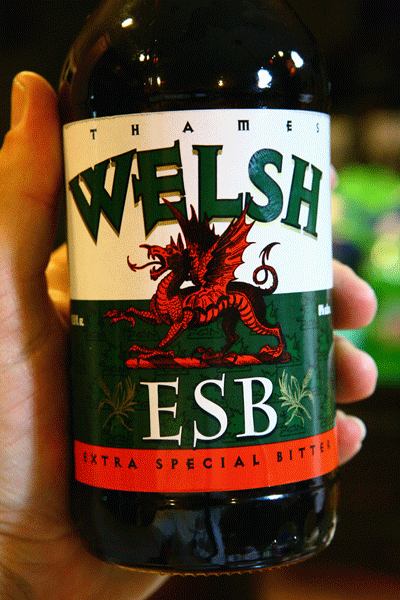 THAMES
WELSH
ESB
EXTRA SPECIAL BITTER